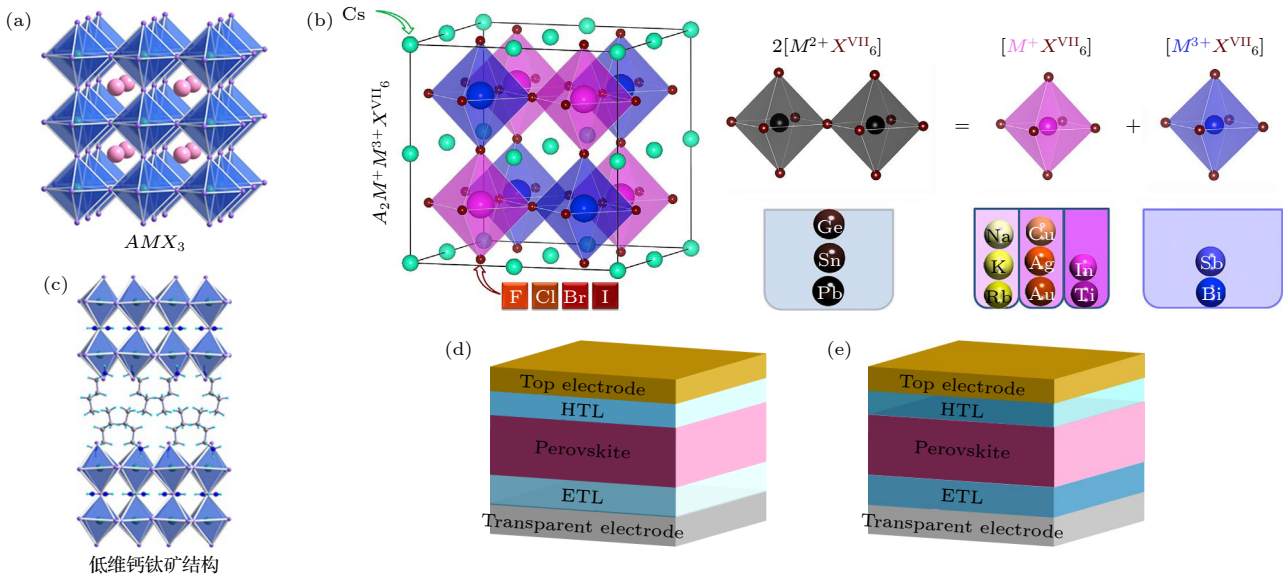 (a)
AMX₃
(b)
Cs
A₂M⁺M³⁺Xⱽᴵᴵ₆
F Cl Br I
2[M²⁺Xⱽᴵᴵ₆]
=
[M⁺Xⱽᴵᴵ₆]
+
[M³⁺Xⱽᴵᴵ₆]
Ge
Sn
Pb
Na Cu
K Ag In
Rb Au Ti
Sb
Bi
(c)
低维钙钛矿结构
(d)
Top electrode
HTL
Perovskite
ETL
Transparent electrode
(e)
Top electrode
HTL
Perovskite
ETL
Transparent electrode